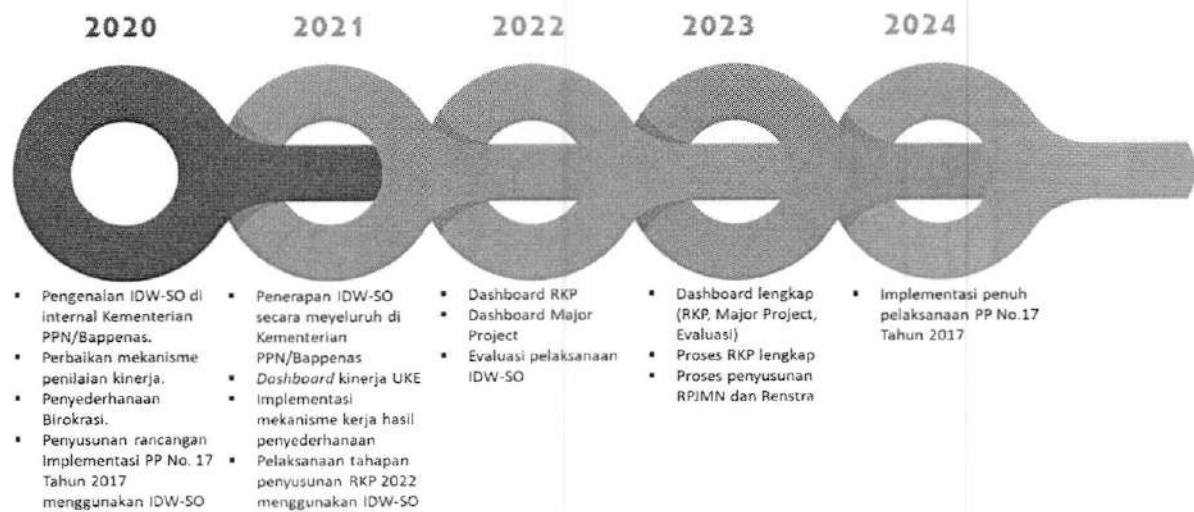 2020
2021
2022
2023
2024
▪ Pengenalan IDW-SO di
internal Kementerian
PPN/Bappenas.
▪ Perbaikan mekanisme
penilaian kinerja.
▪ Penyederhanaan
Birokrasi.
▪ Penyusunan rancangan
Implementasi PP No. 17
Tahun 2017
menggunakan IDW-SO
▪ Penerapan IDW-SO
secara meyeluruh di
Kementerian
PPN/Bappenas
▪ Dashboard kinerja UKE
▪ Implementasi
mekanisme kerja hasil
penyederhanaan
▪ Pelaksanaan tahapan
penyusunan RKP 2022
menggunakan IDW-SO
▪ Dashboard RKP
▪ Dashboard Major
Project
▪ Evaluasi pelaksanaan
IDW-SO
▪ Dashboard lengkap
(RKP, Major Project,
Evaluasi)
▪ Proses RKP lengkap
▪ Proses penyusunan
RPJMN dan Renstra
▪ Implementasi penuh
pelaksanaan PP No.17
Tahun 2017